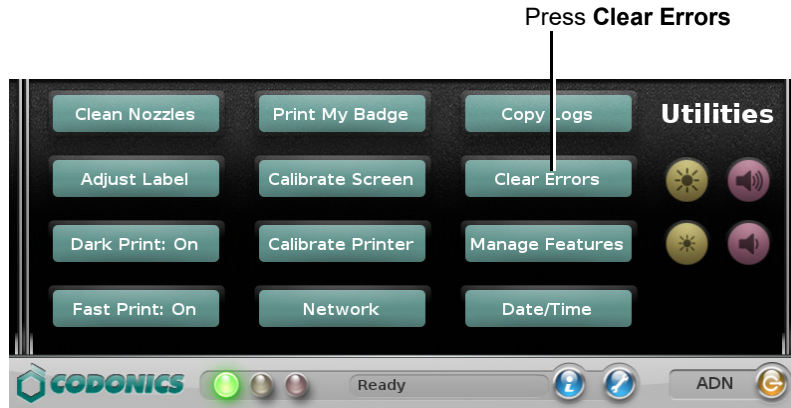 Press Clear Errors
Clean Nozzles
Print My Badge
Copy Logs
Utilities
Adjust Label
Calibrate Screen
Clear Errors
Dark Print: On
Calibrate Printer
Manage Features
Fast Print: On
Network
Date/Time
CODONICS
Ready
ADN